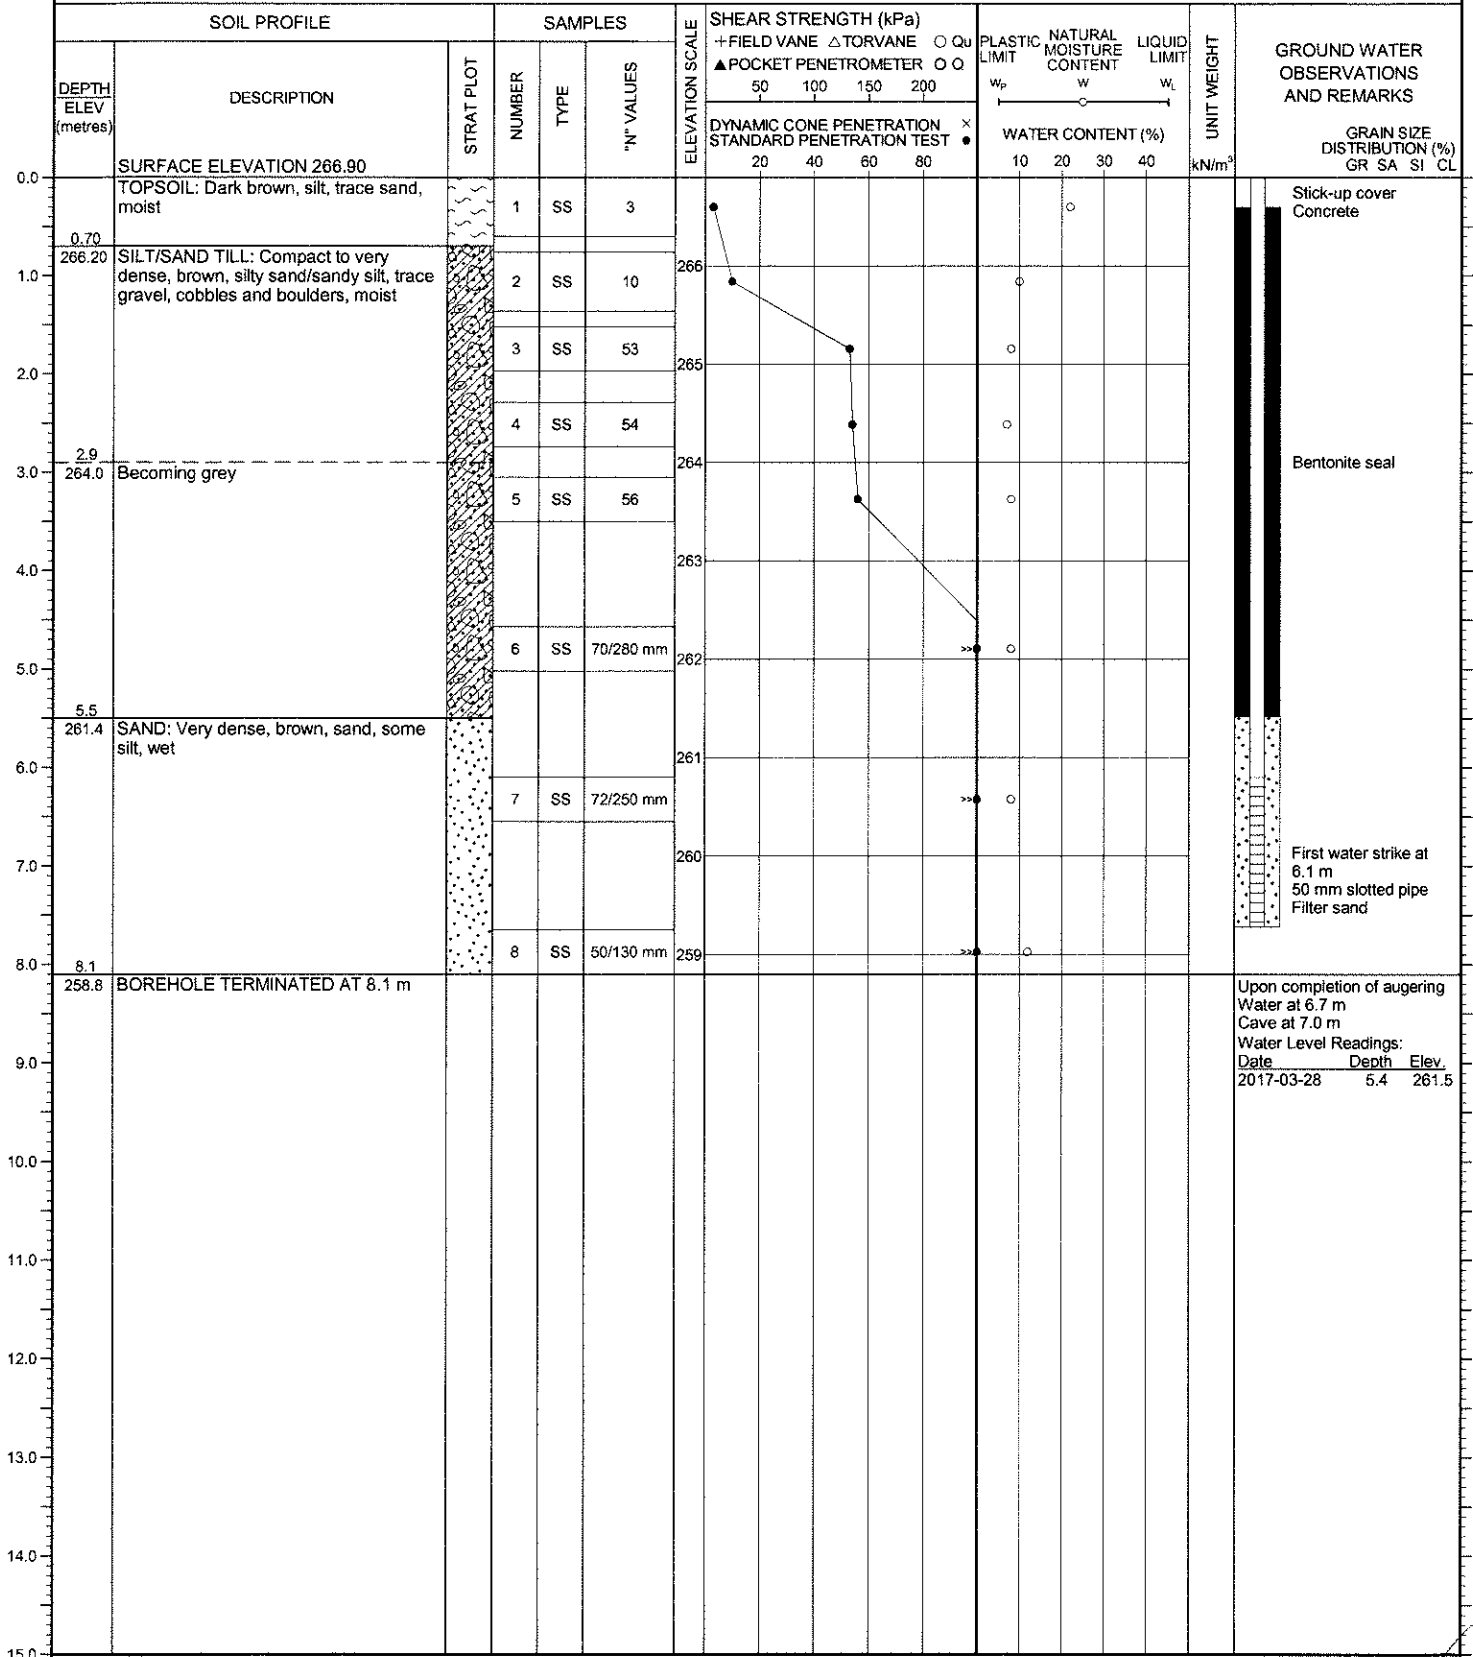 SOIL PROFILE
SAMPLES
ELEVATION SCALE
SHEAR STRENGTH (kPa)
+FIELD VANE △TORVANE ○ Qu
▲POCKET PENETROMETER ○ Q
50 100 150 200
DYNAMIC CONE PENETRATION ×
STANDARD PENETRATION TEST ●
20 40 60 80
PLASTIC LIMIT
NATURAL MOISTURE CONTENT
LIQUID LIMIT
WP W WL
WATER CONTENT (%)
10 20 30 40
UNIT WEIGHT
kN/m³
GROUND WATER
OBSERVATIONS
AND REMARKS
GRAIN SIZE
DISTRIBUTION (%)
GR SA SI CL
DEPTH
ELEV
(metres)
DESCRIPTION
STRAT PLOT
NUMBER
TYPE
"N" VALUES
SURFACE ELEVATION 266.90
0.0
TOPSOIL: Dark brown, silt, trace sand,
moist
1 SS 3
Stick-up cover
Concrete
0.70
266.20 SILT/SAND TILL: Compact to very
dense, brown, silty sand/sandy silt, trace
gravel, cobbles and boulders, moist
1.0
2 SS 10
266
3 SS 53
265
2.0
4 SS 54
2.9
264.0 Becoming grey
264
Bentonite seal
3.0
5 SS 56
263
4.0
6 SS 70/280 mm
>>
262
5.0
5.5
261.4 SAND: Very dense, brown, sand, some
silt, wet
261
6.0
7 SS 72/250 mm
>>
260
7.0
First water strike at
6.1 m
50 mm slotted pipe
Filter sand
8 SS 50/130 mm
>>
259
8.0
8.1
258.8 BOREHOLE TERMINATED AT 8.1 m
Upon completion of augering
Water at 6.7 m
Cave at 7.0 m
Water Level Readings:
Date Depth Elev.
2017-03-28 5.4 261.5
9.0
10.0
11.0
12.0
13.0
14.0
15.0